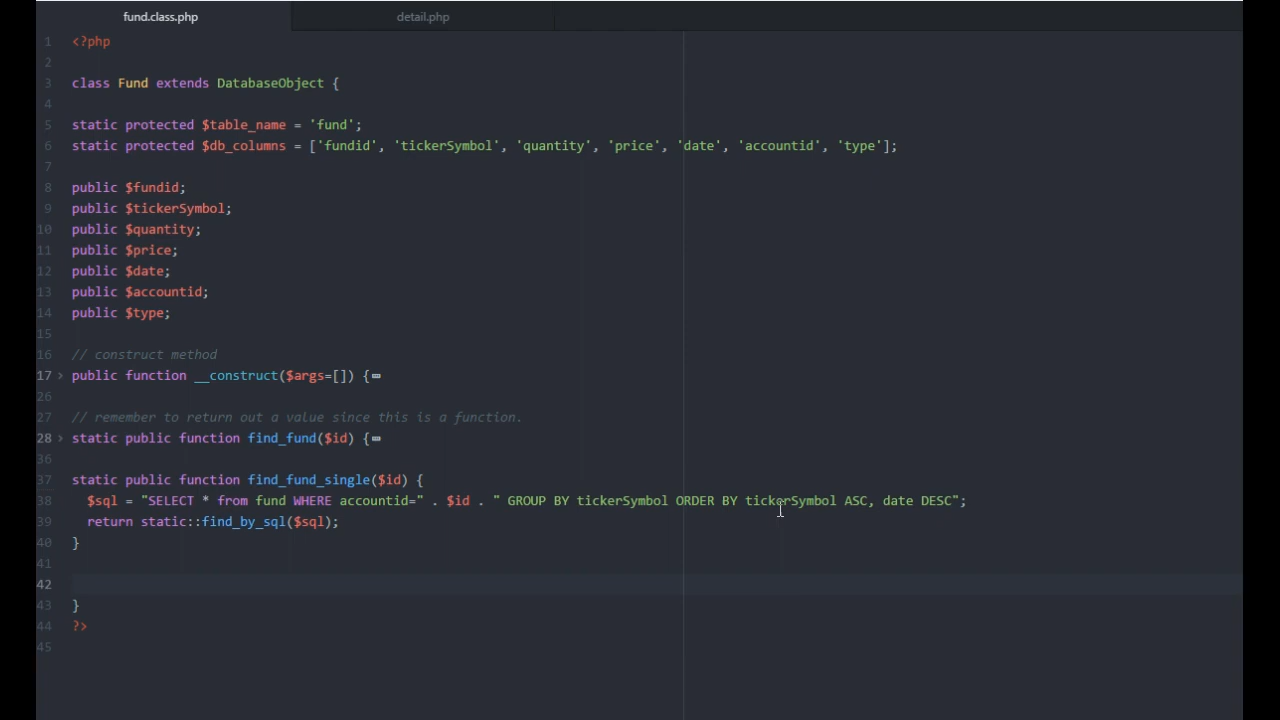 fund.class.php
detail.php
1 <?php
2
3 class Fund extends DatabaseObject {
4
5 static protected $table_name = 'fund';
6 static protected $db_columns = ['fundid', 'tickerSymbol', 'quantity', 'price', 'date', 'accountid', 'type'];
7
8 public $fundid;
9 public $tickerSymbol;
10 public $quantity;
11 public $price;
12 public $date;
13 public $accountid;
14 public $type;
15
16 // construct method
17 public function __construct($args=[]) {
26
27 // remember to return out a value since this is a function.
28 static public function find_fund($id) {
36
37 static public function find_fund_single($id) {
38 $sql = "SELECT * from fund WHERE accountid=" . $id . " GROUP BY tickerSymbol ORDER BY tickerSymbol ASC, date DESC";
39 return static::find_by_sql($sql);
40 }
41
42
43 }
44 ?>
45